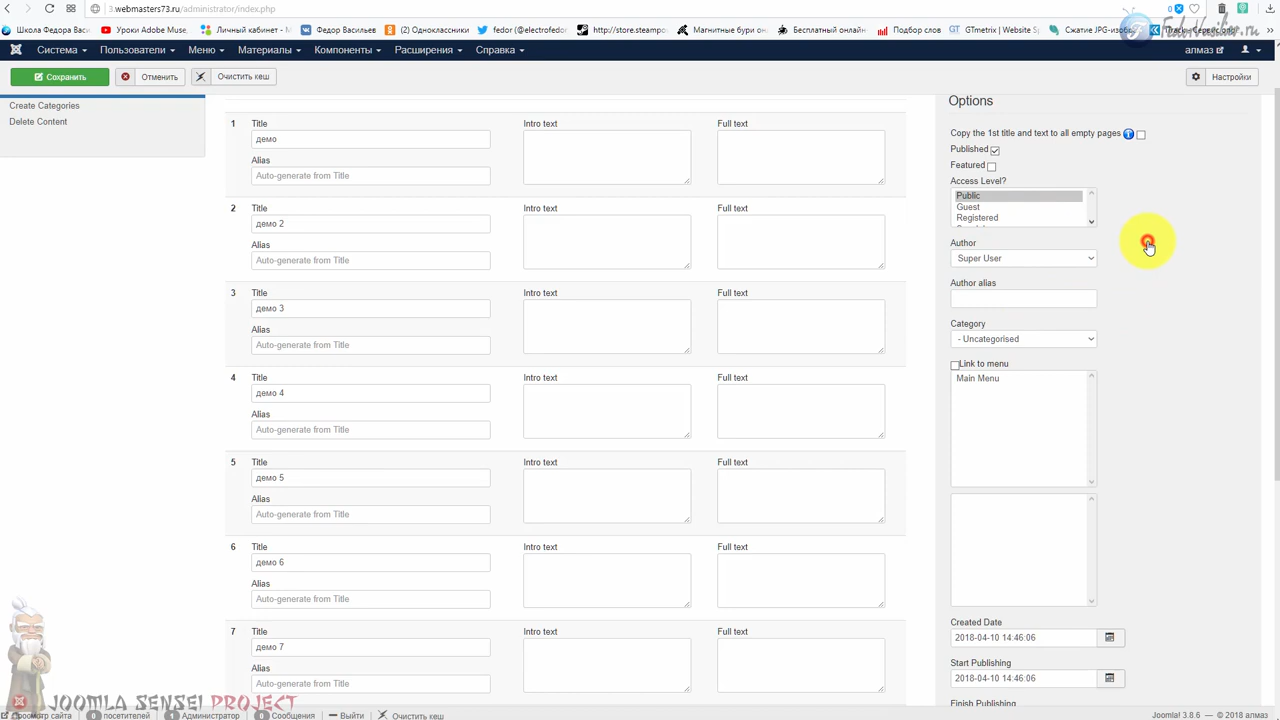 3.webmasters73.ru/administrator/index.php
0
Школа Федора Васи
Уроки Adobe Muse,
Личный кабинет -
Федор Васильев
(2) Одноклассники
fedor (@electrofedor
http://store.steampo
Магнитные бури он
Бесплатный онлайн
Подбор слов
GTmetrix | Website S
Сжатие JPG-изобр
Fedor Vasiliev.ru
Система Пользователи Меню Материалы Компоненты Расширения Справка алмаз
Сохранить Отменить Очистить кеш Настройки
Create Categories
Delete Content
1 Title Intro text Full text
демо
Alias
Auto-generate from Title
2 Title Intro text Full text
демо 2
Alias
Auto-generate from Title
3 Title Intro text Full text
демо 3
Alias
Auto-generate from Title
4 Title Intro text Full text
демо 4
Alias
Auto-generate from Title
5 Title Intro text Full text
демо 5
Alias
Auto-generate from Title
6 Title Intro text Full text
демо 6
Alias
Auto-generate from Title
7 Title Intro text Full text
демо 7
Alias
Auto-generate from Title
Options
Copy the 1st title and text to all empty pages
Published
Featured
Access Level?
Public
Guest
Registered
Author
Super User
Author alias
Category
- Uncategorised
Link to menu
Main Menu
Created Date
2018-04-10 14:46:06
Start Publishing
2018-04-10 14:46:06
Finish Publishing
JOOMLA SENSEI PROJECT
Просмотр сайта 0 посетителей 1 Администратор 0 Сообщения Выйти Очистить кеш Joomla! 3.8.6 — © 2018 алмаз